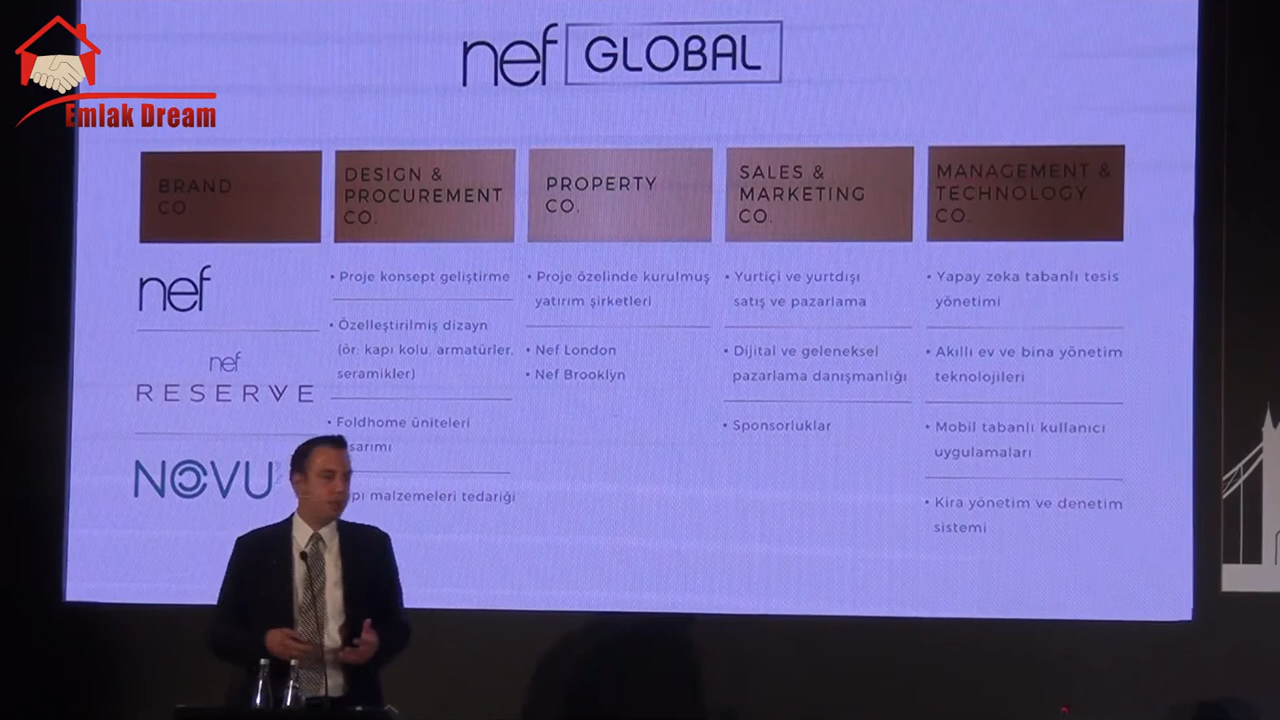 nef GLOBAL
Emlak Dream
BRAND
CO
nef
nef
RESERVE
NOVU
DESIGN &
PROCUREMENT
CO.
• Proje konsept geliştirme
• Özelleştirilmiş dizayn
(ör: kapı kolu, armatürler,
seramikler)
• Foldhome üniteleri
malzemeleri tedariği
PROPERTY
CO.
• Proje özelinde kurulmuş
yatırım şirketleri
• Nef London
• Nef Brooklyn
SALES &
MARKETING
CO.
• Yurtiçi ve yurtdışı
satış ve pazarlama
• Dijital ve geleneksel
pazarlama danışmanlığı
• Sponsorluklar
MANAGEMENT &
TECHNOLOGY
CO.
• Yapay zeka tabanlı tesis
yönetimi
• Akıllı ev ve bina yönetim
teknolojileri
• Mobil tabanlı kullanıcı
uygulamaları
• Kira yönetim ve denetim
sistemi